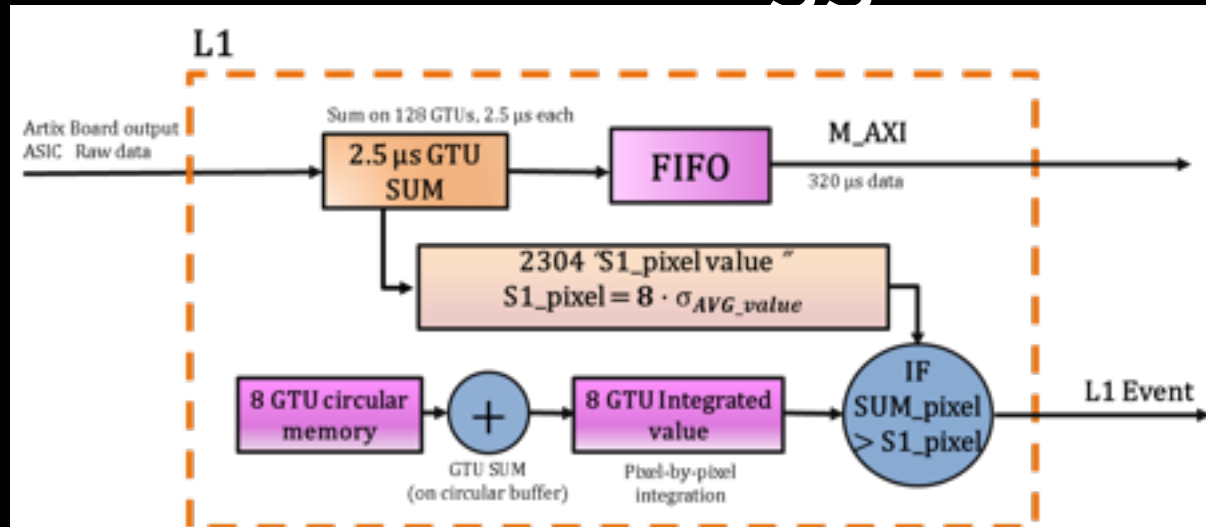 L1
Artix Board output
ASIC Raw data
Sum on 128 GTUs, 2.5 µs each
2.5 µs GTU
SUM
FIFO
M_AXI
320 µs data
2304 “S1_pixel value ”
S1_pixel = 8 · σAVG_value
8 GTU circular
memory
+
GTU SUM
(on circular buffer)
8 GTU Integrated
value
Pixel-by-pixel
integration
IF
SUM_pixel
> S1_pixel
L1 Event